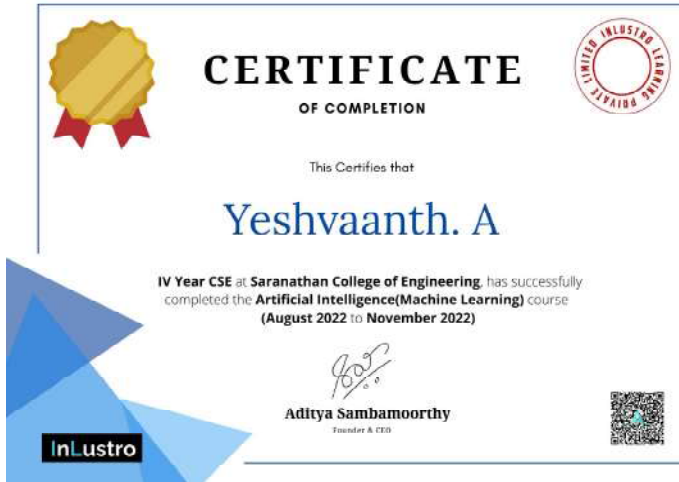 CERTIFICATE
OF COMPLETION
INLUSTRO LEARNING PRIVATE LIMITED
This Certifies that
Yeshvaanth. A
IV Year CSE at Saranathan College of Engineering, has successfully
completed the Artificial Intelligence(Machine Learning) course
(August 2022 to November 2022)
Aditya Sambamoorthy
Founder & CEO
InLustro